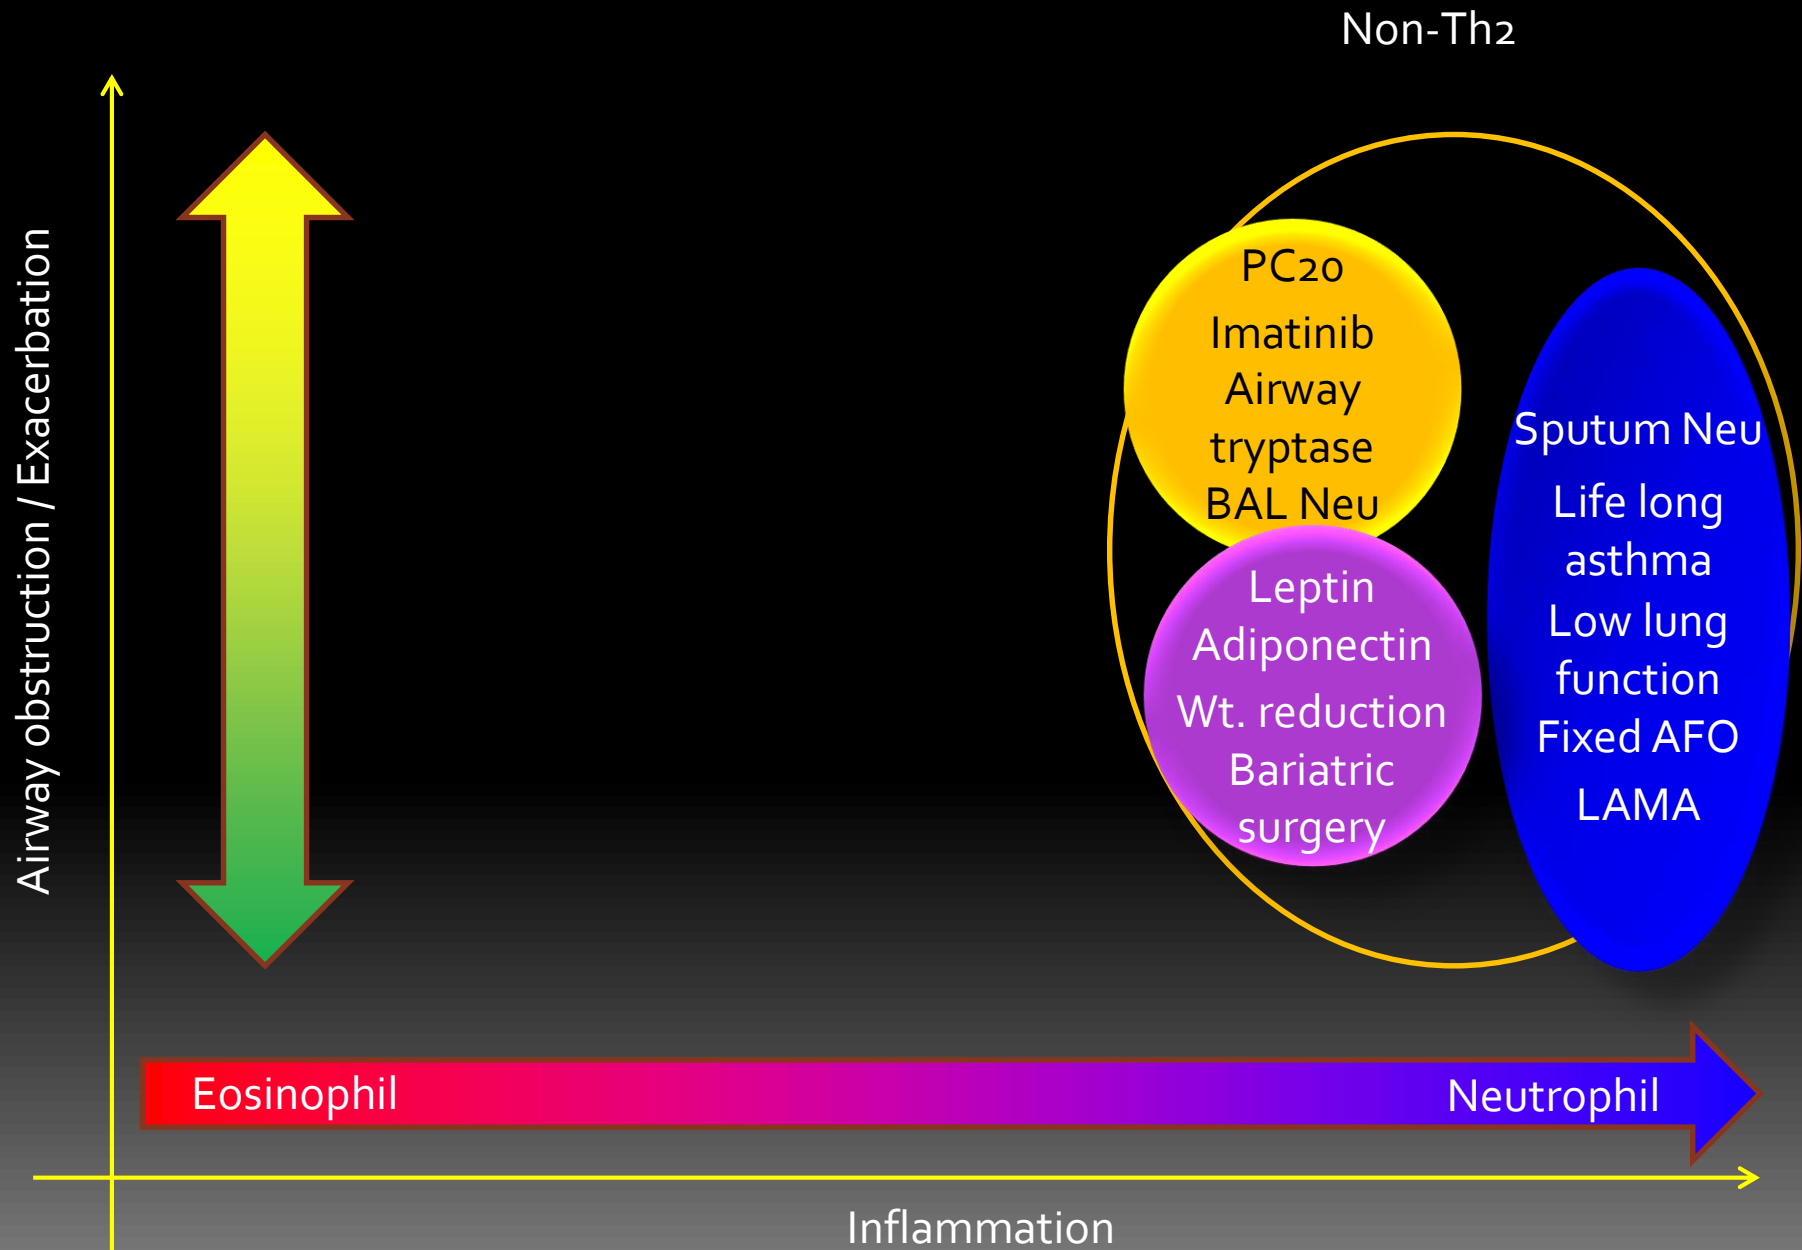 Non-Th2
Airway obstruction / Exacerbation
PC20
Imatinib
Airway
tryptase
BAL Neu
Leptin
Adiponectin
Wt. reduction
Bariatric
surgery
Sputum Neu
Life long
asthma
Low lung
function
Fixed AFO
LAMA
Eosinophil
Neutrophil
Inflammation